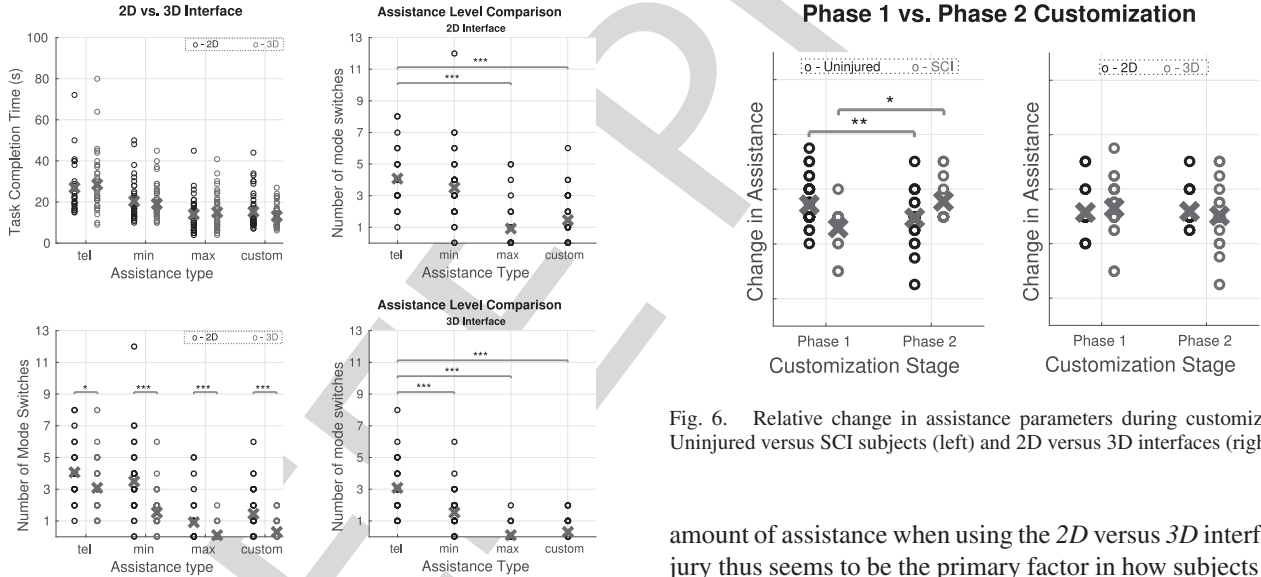 2D vs. 3D Interface
o - 2D o - 3D
Task Completion Time (s)
100
80
60
40
20
0
tel min max custom
Assistance type
Assistance Level Comparison
2D Interface
Number of mode switches
13
11
9
7
5
3
1
***
***
tel min max custom
Assistance Type
o - 2D o - 3D
Number of Mode Switches
13
11
9
7
5
3
1
* *** *** ***
tel min max custom
Assistance type
Assistance Level Comparison
3D Interface
Number of mode switches
13
11
9
7
5
3
1
***
***
***
tel min max custom
Assistance Type
Phase 1 vs. Phase 2 Customization
o - Uninjured o - SCI
Change in Assistance
*
**
Phase 1 Phase 2
Customization Stage
o - 2D o - 3D
Change in Assistance
Phase 1 Phase 2
Customization Stage
Fig. 6. Relative change in assistance parameters during customiz
Uninjured versus SCI subjects (left) and 2D versus 3D interfaces (righ
amount of assistance when using the 2D versus 3D interf
jury thus seems to be the primary factor in how subjects